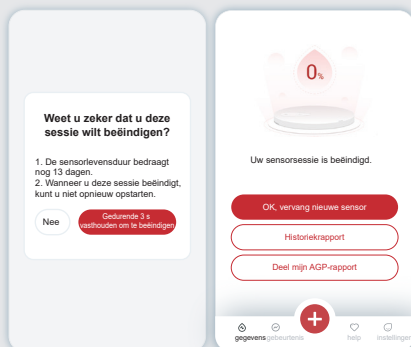 Weet u zeker dat u deze
sessie wilt beëindigen?
1. De sensorlevensduur bedraagt
nog 13 dagen.
2. Wanneer u deze sessie beëindigt,
kunt u niet opnieuw opstarten.
Nee
Gedurende 3 s
vasthouden om te beëindigen
0%
Uw sensorsessie is beëindigd.
OK, vervang nieuwe sensor
Historiekrapport
Deel mijn AGP-rapport
gegevens gebeurtenis help instellingen